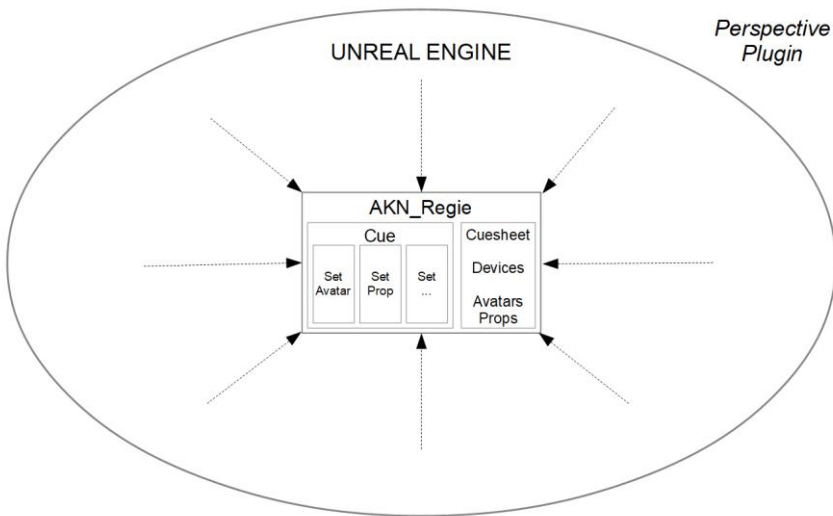 Perspective
Plugin
UNREAL ENGINE
AKN_Regie
Cue
Set
Avatar
Set
Prop
Set
...
Cuesheet
Devices
Avatars
Props